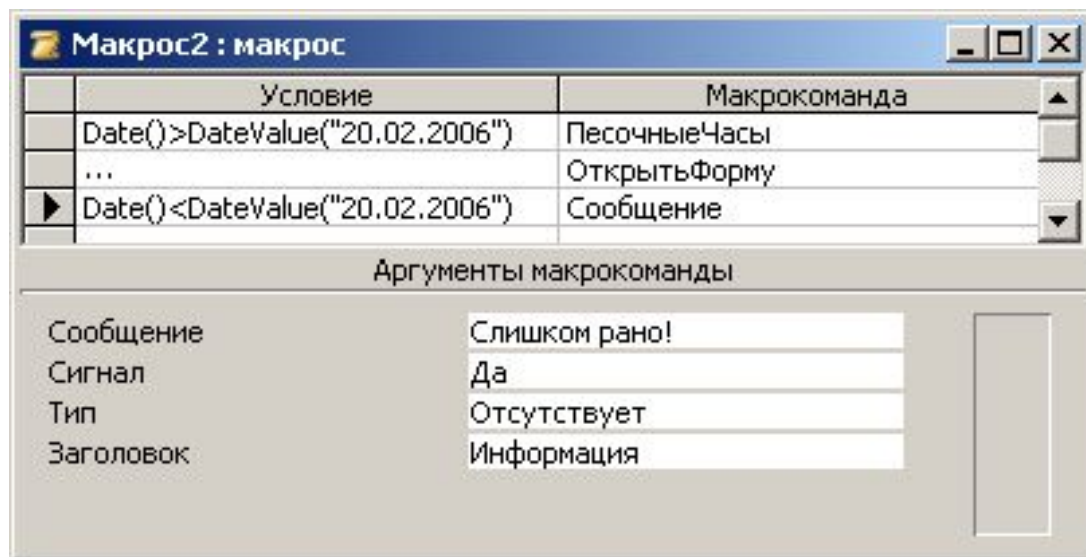 Макрос2 : макрос
Условие Макрокоманда
Date()>DateValue("20.02.2006") ПесочныеЧасы
... ОткрытьФорму
Date()<DateValue("20.02.2006") Сообщение
Аргументы макрокоманды
Сообщение Слишком рано!
Сигнал Да
Тип Отсутствует
Заголовок Информация